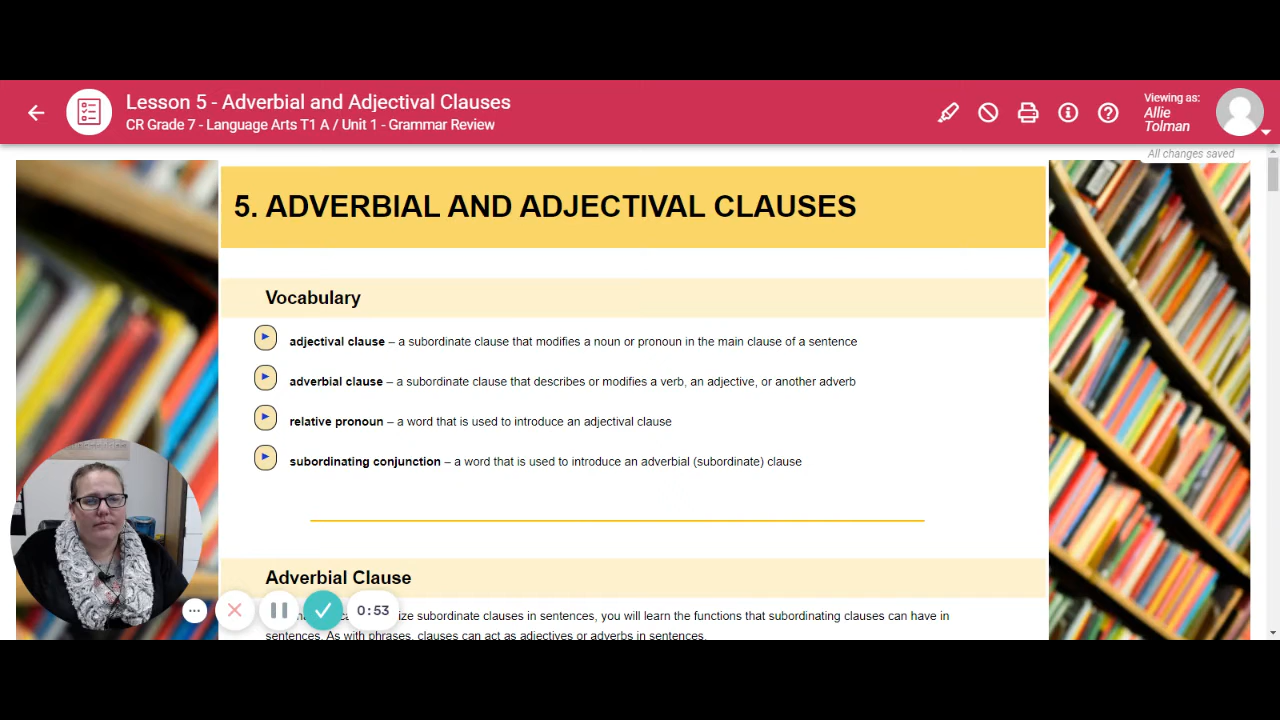 Lesson 5 - Adverbial and Adjectival Clauses
CR Grade 7 - Language Arts T1 A / Unit 1 - Grammar Review
Viewing as:
Allie
Tolman
All changes saved
5. ADVERBIAL AND ADJECTIVAL CLAUSES
Vocabulary
adjectival clause – a subordinate clause that modifies a noun or pronoun in the main clause of a sentence
adverbial clause – a subordinate clause that describes or modifies a verb, an adjective, or another adverb
relative pronoun – a word that is used to introduce an adjectival clause
subordinating conjunction – a word that is used to introduce an adverbial (subordinate) clause
Adverbial Clause
subordinate clauses in sentences, you will learn the functions that subordinating clauses can have in
sentences. As with phrases, clauses can act as adjectives or adverbs in sentences.
0:53